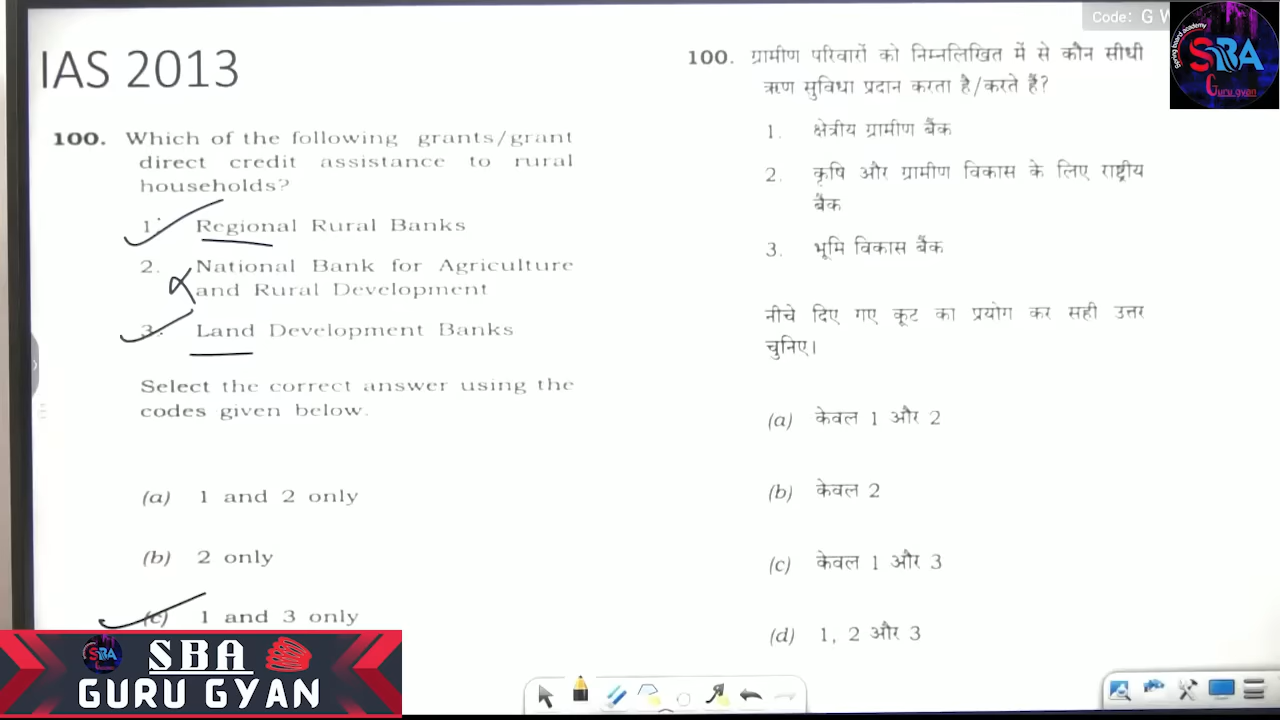 Code: G W
IAS 2013
100. Which of the following grants/grant
direct credit assistance to rural
households?
1. Regional Rural Banks
2. National Bank for Agriculture
and Rural Development
3. Land Development Banks
Select the correct answer using the
codes given below.
(a) 1 and 2 only
(b) 2 only
(c) 1 and 3 only
100. ग्रामीण परिवारों को निम्नलिखित में से कौन सीधी
ऋण सुविधा प्रदान करता है/करते हैं?
1. क्षेत्रीय ग्रामीण बैंक
2. कृषि और ग्रामीण विकास के लिए राष्ट्रीय
बैंक
3. भूमि विकास बैंक
नीचे दिए गए कूट का प्रयोग कर सही उत्तर
चुनिए।
(a) केवल 1 और 2
(b) केवल 2
(c) केवल 1 और 3
(d) 1, 2 और 3
SBA
Guru gyan
SBA
SBA
GURU GYAN